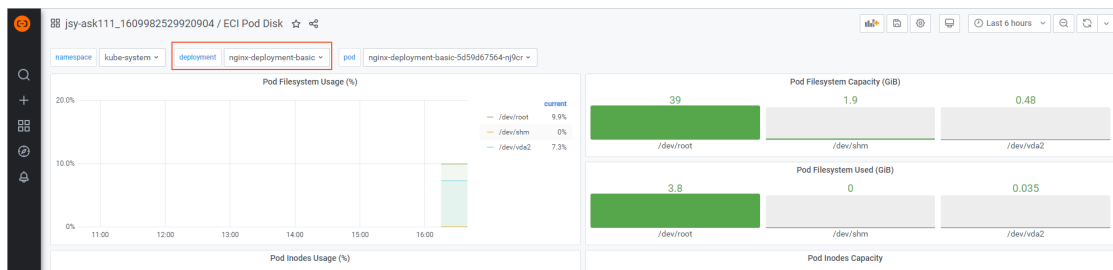 jsy-ask111_1609982529920904 / ECI Pod Disk
Last 6 hours
namespace kube-system deployment nginx-deployment-basic pod nginx-deployment-basic-5d59d67564-nj9cr
Pod Filesystem Usage (%)
20.0%
10.0%
0%
11:00 12:00 13:00 14:00 15:00 16:00
current
/dev/root 9.9%
/dev/shm 0%
/dev/vda2 7.3%
Pod Filesystem Capacity (GiB)
39 1.9 0.48
/dev/root /dev/shm /dev/vda2
Pod Filesystem Used (GiB)
3.8 0 0.035
/dev/root /dev/shm /dev/vda2
Pod Inodes Usage (%)
Pod Inodes Capacity